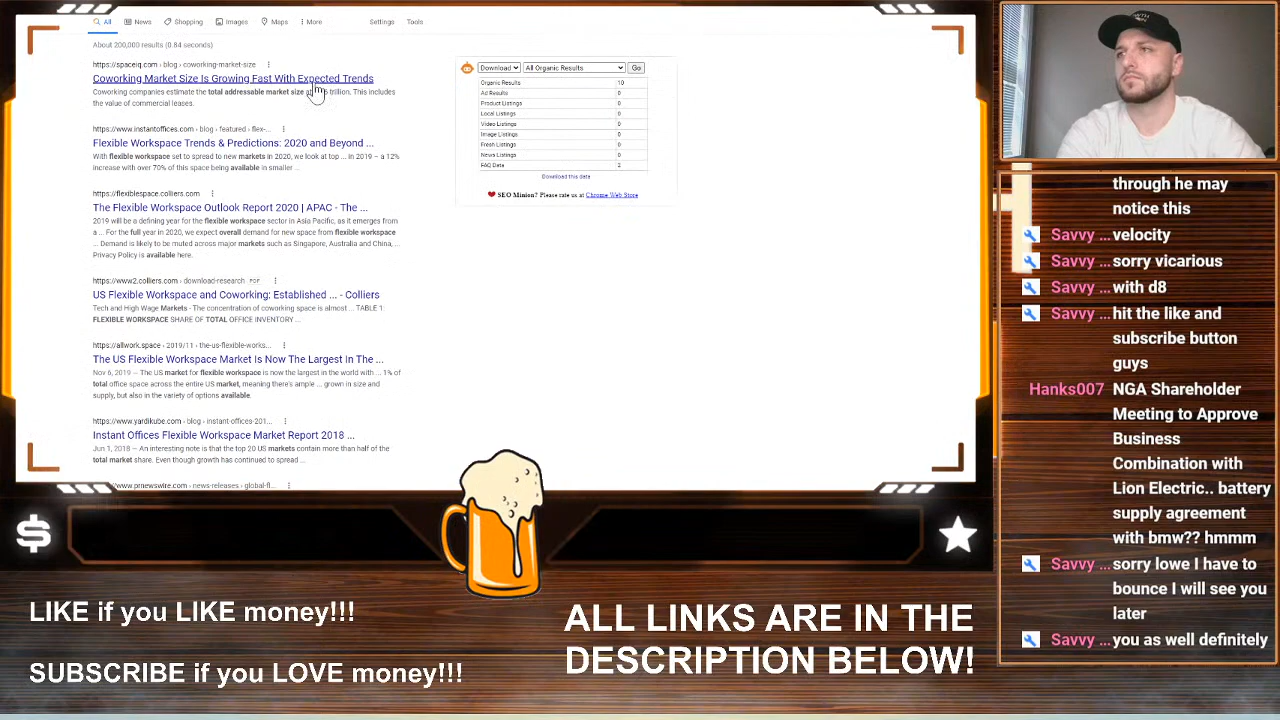 All News Shopping Images Maps More Settings Tools
About 200,000 results (0.84 seconds)
https://spaceiq.com › blog › coworking-market-size
Coworking Market Size Is Growing Fast With Expected Trends
Coworking companies estimate the total addressable market size trillion. This includes
the value of commercial leases.
https://www.instantoffices.com › blog › featured › flex-...
Flexible Workspace Trends & Predictions: 2020 and Beyond ...
With flexible workspace set to spread to new markets in 2020, we look at top ... in 2019 – a 12%
increase with over 70% of this space being available in smaller ...
https://flexiblespace.colliers.com
The Flexible Workspace Outlook Report 2020 | APAC - The ...
2019 will be a defining year for the flexible workspace sector in Asia Pacific, as it emerges from
a ... For the full year in 2020, we expect overall demand for new space from flexible workspace
... Demand is likely to be muted across major markets such as Singapore, Australia and China, ...
Privacy Policy is available here.
https://www2.colliers.com › download-research PDF
US Flexible Workspace and Coworking: Established ... - Colliers
Tech and High Wage Markets - The concentration of coworking space is almost ... TABLE 1:
FLEXIBLE WORKSPACE SHARE OF TOTAL OFFICE INVENTORY ...
https://allwork.space › 2019/11 › the-us-flexible-works...
The US Flexible Workspace Market Is Now The Largest In The ...
Nov 6, 2019 — The US market for flexible workspace is now the largest in the world with ... 1% of
total office space across the entire US market, meaning there's ample ... grown in size and
supply, but also in the variety of options available.
https://www.yardikube.com › blog › instant-offices-201...
Instant Offices Flexible Workspace Market Report 2018 ...
Jun 1, 2018 — An interesting note is that the top 20 US markets contain more than half of the
total market share. Even though growth has continued to spread ...
https://www.prnewswire.com › news-releases › global-fl...
Download All Organic Results Go
Organic Results 10
Ad Results 0
Product Listings 0
Local Listings 0
Video Listings 0
Image Listings 0
Fresh Listings 0
News Listings 0
FAQ Data 2
Download this data
SEO Minion? Please rate us at Chrome Web Store
through he may
notice this
Savvy ... velocity
Savvy ... sorry vicarious
Savvy ... with d8
Savvy ... hit the like and
subscribe button
guys
Hanks007 NGA Shareholder
Meeting to Approve
Business
Combination with
Lion Electric.. battery
supply agreement
with bmw?? hmmm
Savvy ... sorry lowe I have to
bounce I will see you
later
Savvy ... you as well definitely
$
LIKE if you LIKE money!!!
SUBSCRIBE if you LOVE money!!!
ALL LINKS ARE IN THE
DESCRIPTION BELOW!